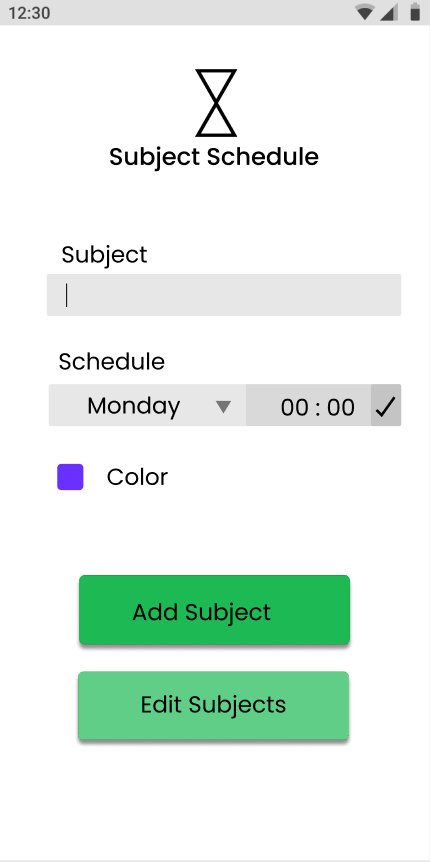 12:30
Subject Schedule
Subject
Schedule
Monday 00 : 00
Color
Add Subject
Edit Subjects